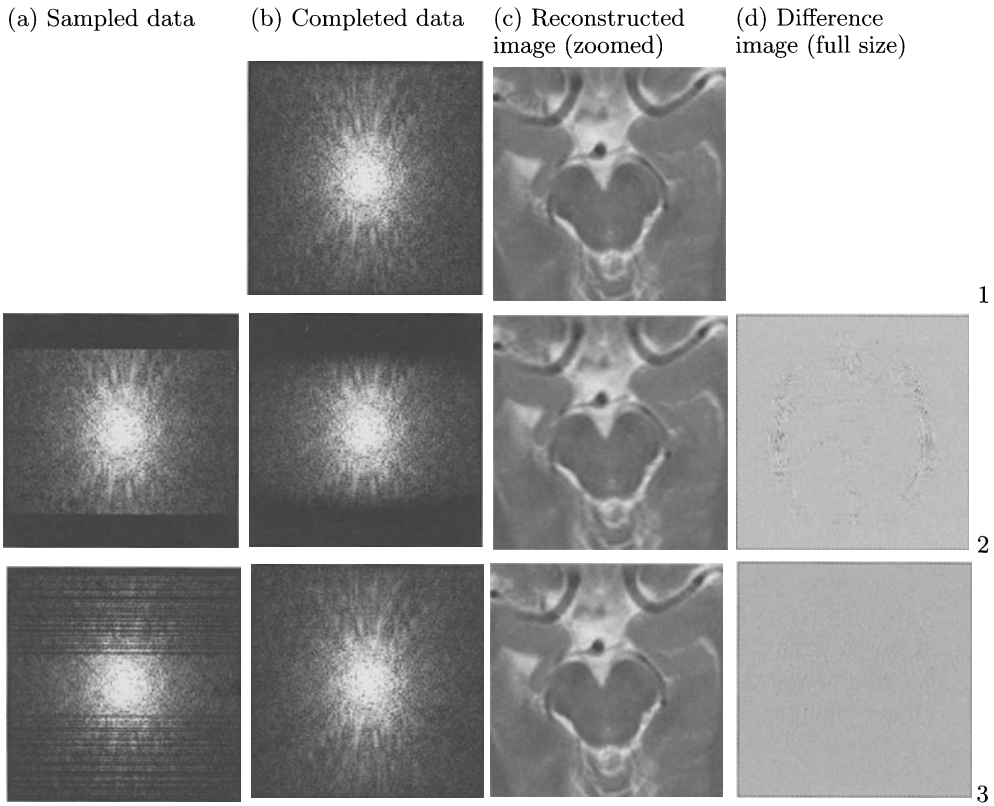 (a) Sampled data
(b) Completed data
(c) Reconstructed
image (zoomed)
(d) Difference
image (full size)
1
2
3